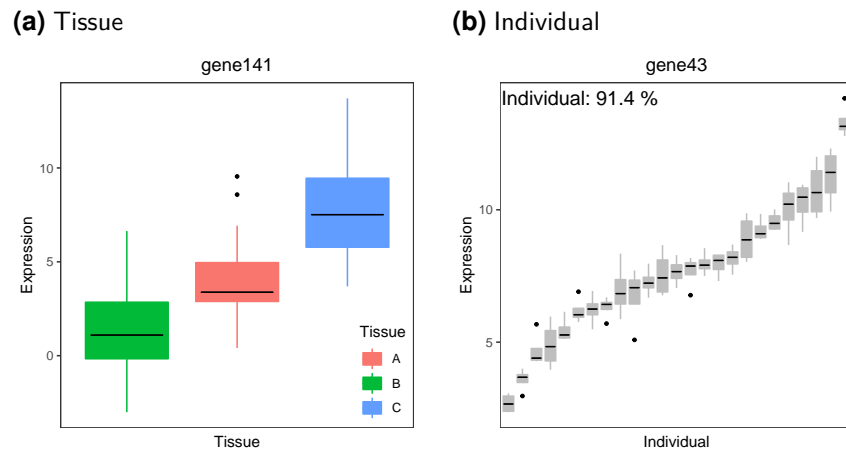 (a) Tissue
gene141
Expression
10
5
0
Tissue
A
B
C
Tissue
(b) Individual
gene43
Individual: 91.4 %
Expression
10
5
Individual